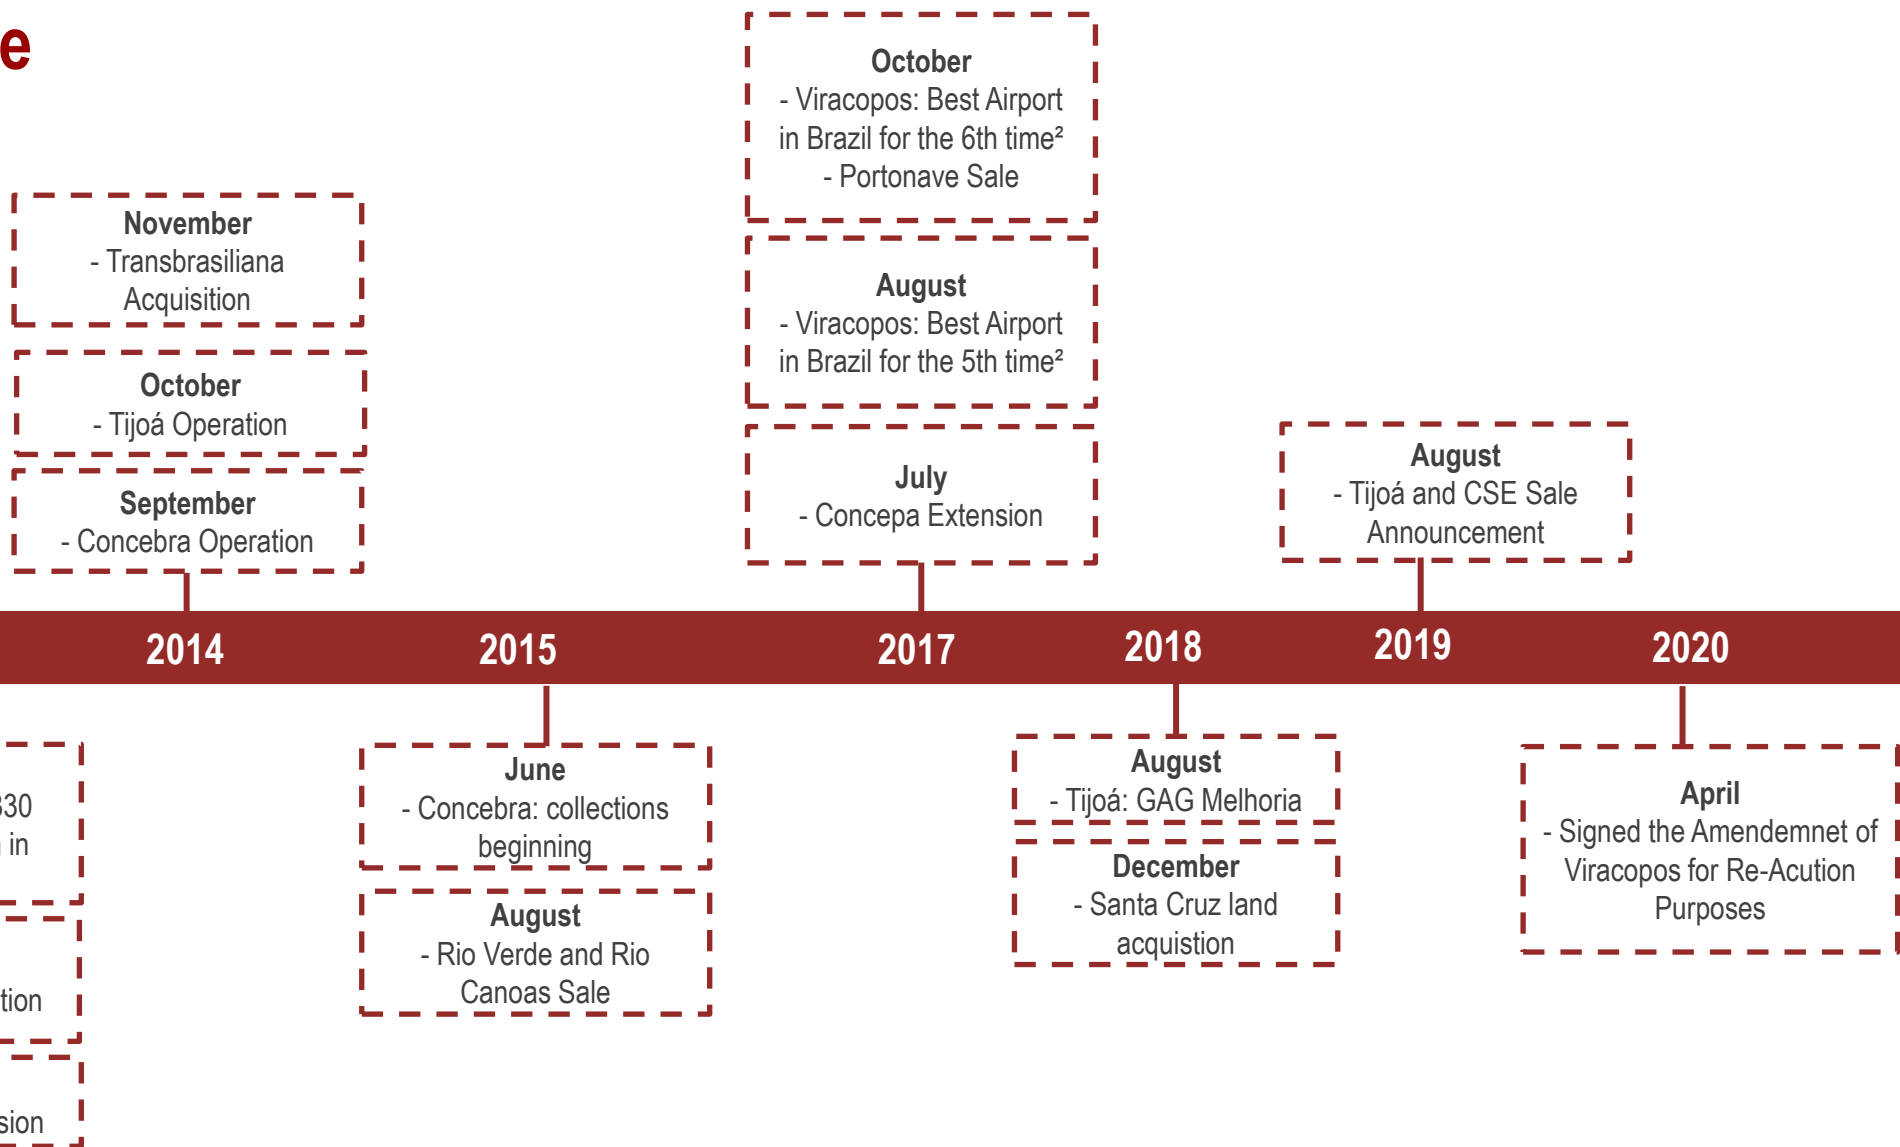 e
October
- Viracopos: Best Airport
in Brazil for the 6th time²
- Portonave Sale
November
- Transbrasiliana
Acquisition
August
- Viracopos: Best Airport
in Brazil for the 5th time²
October
- Tijoá Operation
September
- Concebra Operation
July
- Concepa Extension
August
- Tijoá and CSE Sale
Announcement
2014 2015 2017 2018 2019 2020
330
in
tion
sion
June
- Concebra: collections
beginning
August
- Rio Verde and Rio
Canoas Sale
August
- Tijoá: GAG Melhoria
December
- Santa Cruz land
acquistion
April
- Signed the Amendemnet of
Viracopos for Re-Acution
Purposes